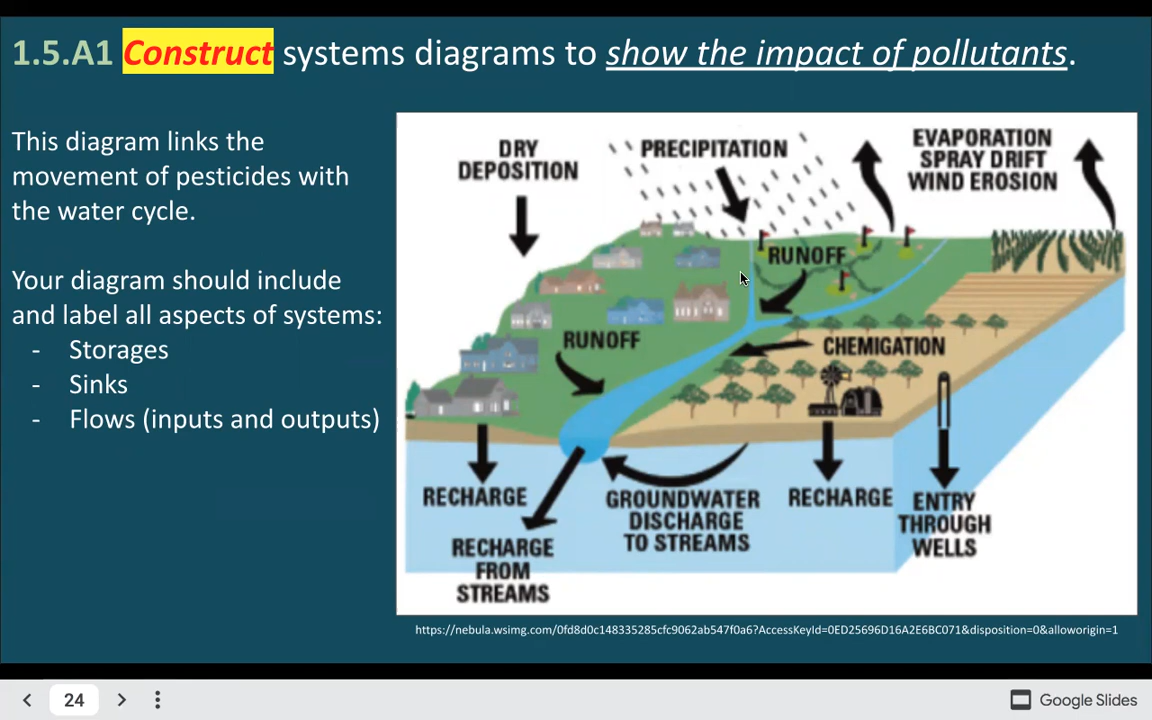 1.5.A1 Construct systems diagrams to show the impact of pollutants.
This diagram links the
movement of pesticides with
the water cycle.
Your diagram should include
and label all aspects of systems:
- Storages
- Sinks
- Flows (inputs and outputs)
DRY
DEPOSITION
PRECIPITATION
EVAPORATION
SPRAY DRIFT
WIND EROSION
RUNOFF
RUNOFF
CHEMIGATION
RECHARGE
RECHARGE
FROM
STREAMS
GROUNDWATER
DISCHARGE
TO STREAMS
RECHARGE
ENTRY
THROUGH
WELLS
https://nebula.wsimg.com/0fd8d0c148335285cfc9062ab547f0a6?AccessKeyId=0ED25696D16A2E6BC071&disposition=0&alloworigin=1
24
Google Slides